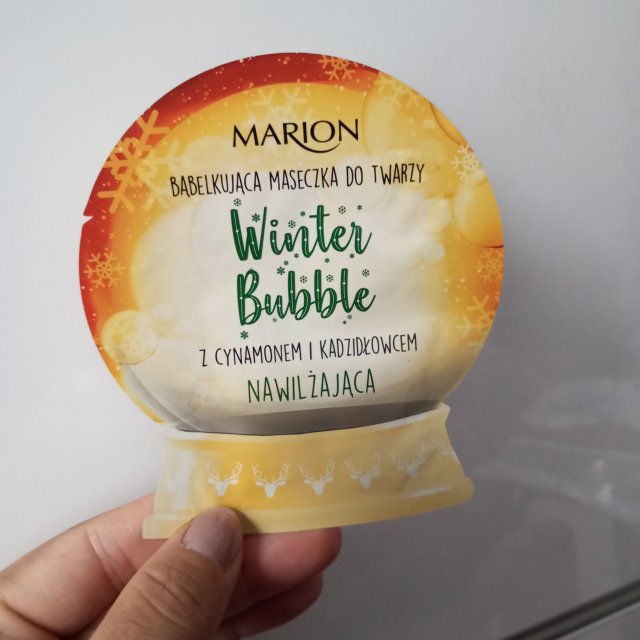 MARION
BĄBELKUJĄCA MASECZKA DO TWARZY
Winter
Bubble
Z CYNAMONEM I KADZIDŁOWCEM
NAWILŻAJĄCA